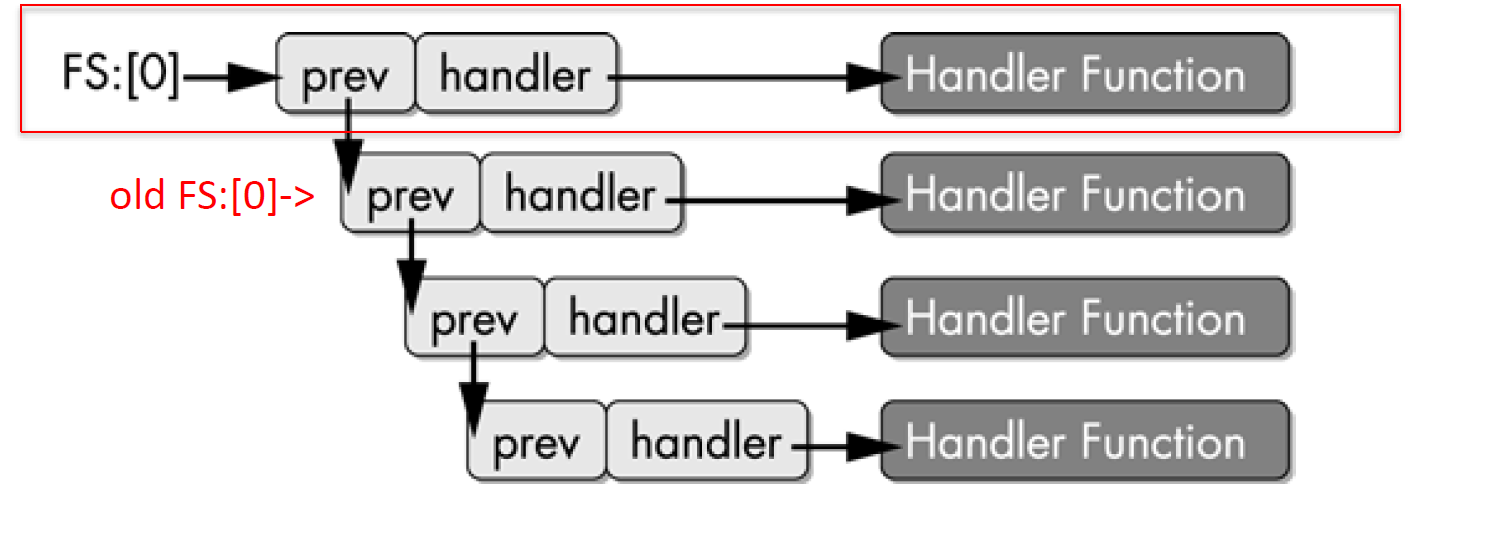 FS:[0] prev handler Handler Function
old FS:[0]-> prev handler Handler Function
prev handler Handler Function
prev handler Handler Function